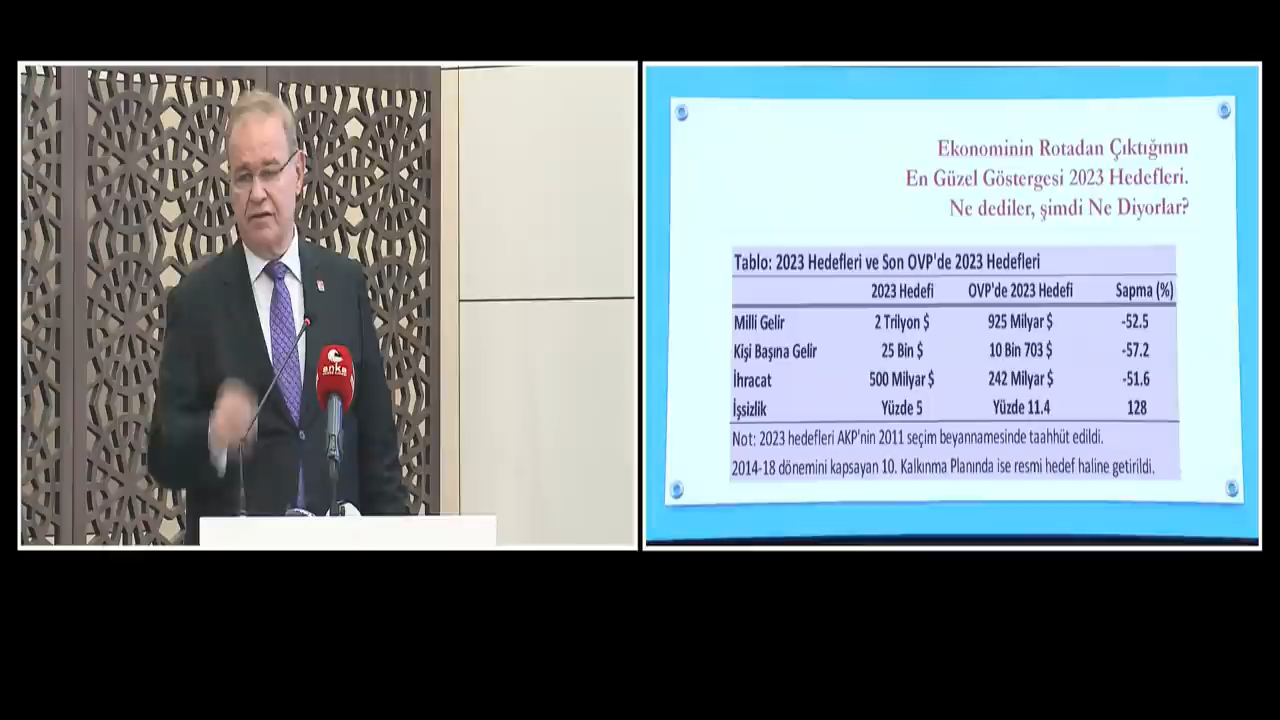 anka
Ekonominin Rotadan Çıktığının
En Güzel Göstergesi 2023 Hedefleri.
Ne dediler, şimdi Ne Diyorlar?
Tablo: 2023 Hedefleri ve Son OVP'de 2023 Hedefleri
2023 Hedefi OVP'de 2023 Hedefi Sapma (%)
Milli Gelir 2 Trilyon $ 925 Milyar $ -52.5
Kişi Başına Gelir 25 Bin $ 10 Bin 703 $ -57.2
İhracat 500 Milyar $ 242 Milyar $ -51.6
İşsizlik Yüzde 5 Yüzde 11.4 128
Not: 2023 hedefleri AKP'nin 2011 seçim beyannamesinde taahhüt edildi.
2014-18 dönemini kapsayan 10. Kalkınma Planında ise resmi hedef haline getirildi.